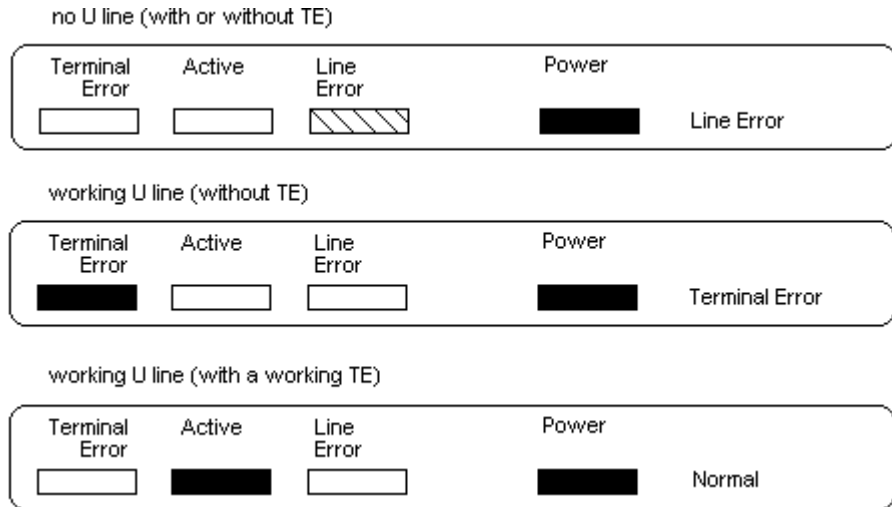 no U line (with or without TE)
Terminal Error Active Line Error Power
Line Error
working U line (without TE)
Terminal Error Active Line Error Power
Terminal Error
working U line (with a working TE)
Terminal Error Active Line Error Power
Normal